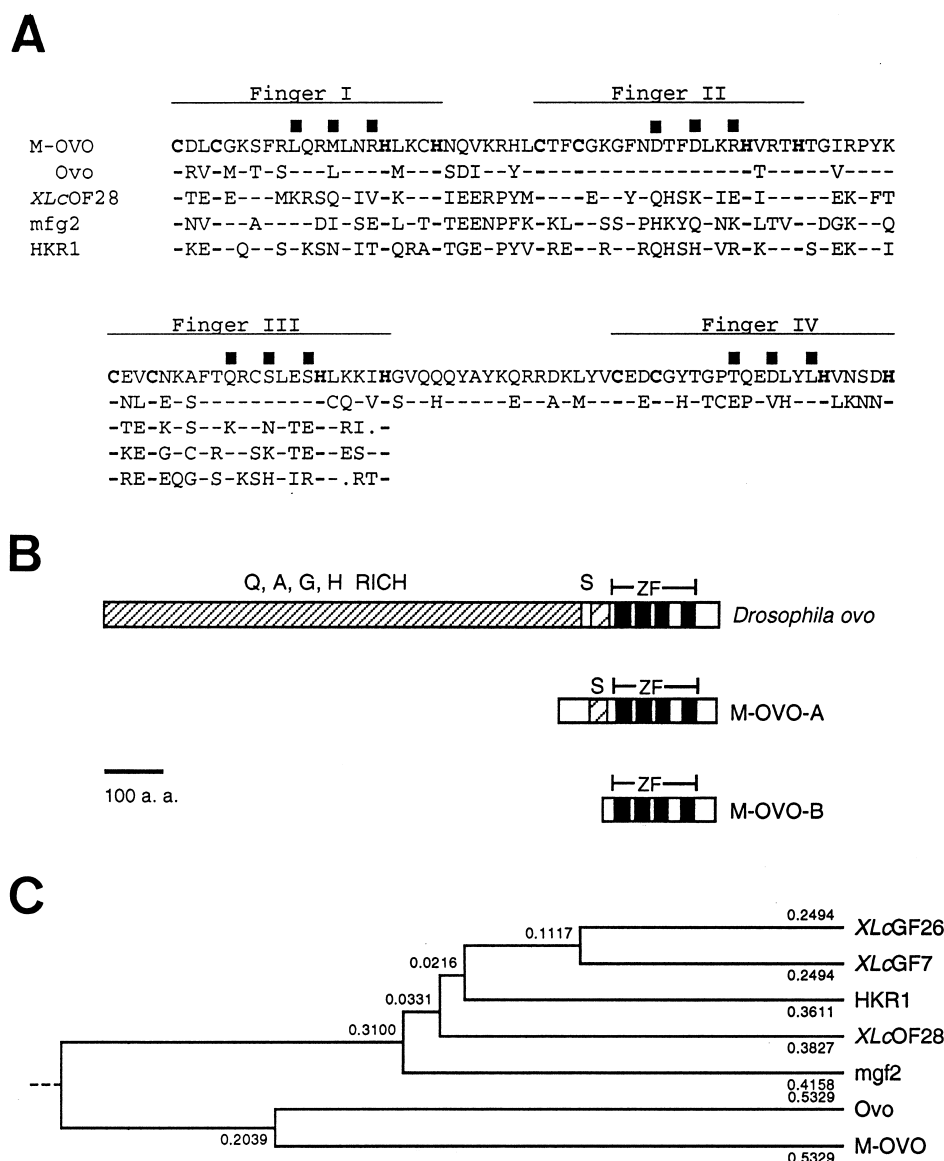 A
Finger I Finger II
M-OVO CDLCGKSFRLQRMLNRHLKCHNQVKRHLCTFCGKGFNDTFDLKRHVRTHTGIRPYK
Ovo -RV-M-T-S---L----M---SDI--Y------------------T-----V----
XLcOF28 -TE-E---MKRSQ-IV-K---IEERPYM----E--Y-QHSK-IE-I-----EK-FT
mfg2 -NV---A----DI-SE-L-T-TEENPFK-KL--SS-PHKYQ-NK-LTV--DGK--Q
HKR1 -KE--Q--S-KSN-IT-QRA-TGE-PYV-RE--R--RQHSH-VR-K---S-EK--I
Finger III Finger IV
CEVCNKAFTQRCSLESHLKKIHGVQQQYAYKQRRDKLYVCEDCGYTGPTQEDLYLHVNSDH
-NL-E-S----------CQ-V-S--H-----E--A-M----E--H-TCEP-VH---LKNN-
-TE-K-S--K--N-TE--RI.-
-KE-G-C-R--SK-TE--ES--
-RE-EQG-S-KSH-IR--.RT-
B
Q, A, G, H RICH S ZF
Drosophila ovo
S ZF
M-OVO-A
100 a. a.
ZF
M-OVO-B
C
0.2494
XLcGF26
0.1117
XLcGF7
0.2494
0.0216
HKR1
0.3611
0.0331
XLcOF28
0.3827
0.3100
mgf2
0.4158
0.5329
Ovo
0.2039
M-OVO
0.5329